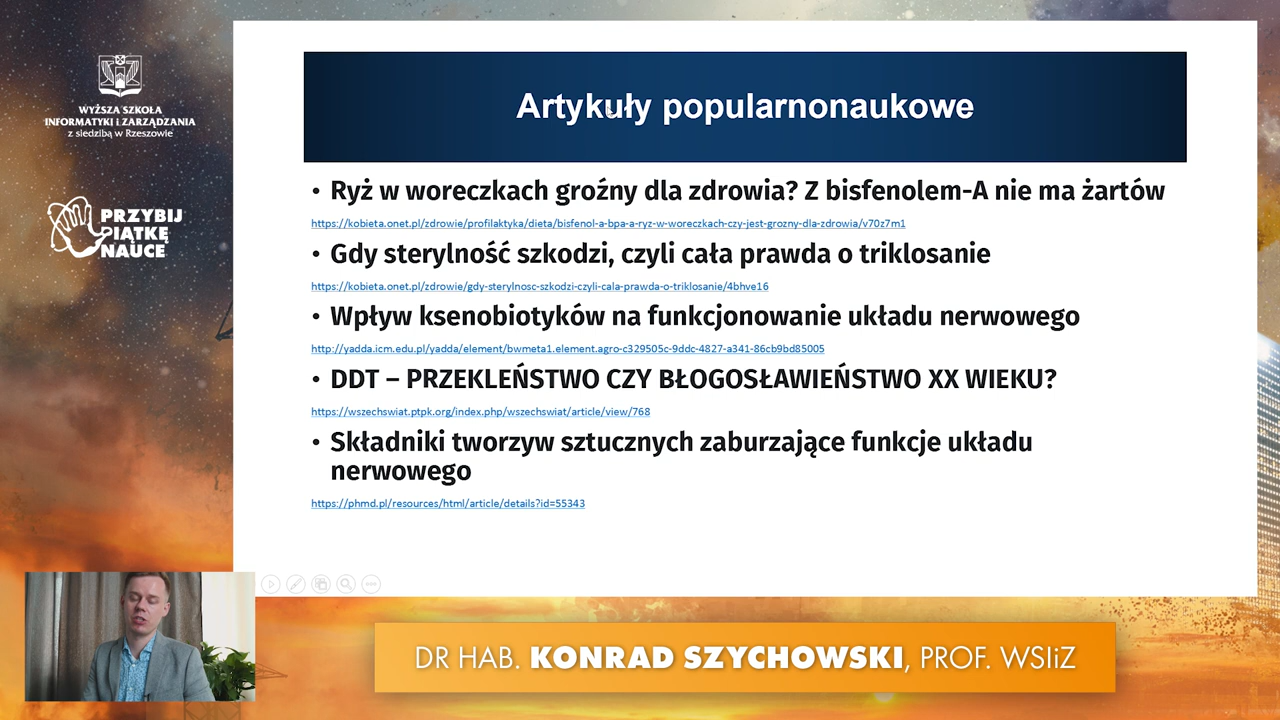 WYŻSZA SZKOŁA
INFORMATYKI i ZARZĄDZANIA
z siedzibą w Rzeszowie
PRZYBIJ
PIĄTKĘ
NAUCE
Artykuły popularnonaukowe
• Ryż w woreczkach groźny dla zdrowia? Z bisfenolem-A nie ma żartów
https://kobieta.onet.pl/zdrowie/profilaktyka/dieta/bisfenol-a-bpa-a-ryz-w-woreczkach-czy-jest-grozny-dla-zdrowia/v70z7m1
• Gdy sterylność szkodzi, czyli cała prawda o triklosanie
https://kobieta.onet.pl/zdrowie/gdy-sterylnosc-szkodzi-czyli-cala-prawda-o-triklosanie/4bhve16
• Wpływ ksenobiotyków na funkcjonowanie układu nerwowego
http://yadda.icm.edu.pl/yadda/element/bwmeta1.element.agro-c329505c-9ddc-4827-a341-86cb9bd85005
• DDT – PRZEKLEŃSTWO CZY BŁOGOSŁAWIEŃSTWO XX WIEKU?
https://wszechswiat.ptpk.org/index.php/wszechswiat/article/view/768
• Składniki tworzyw sztucznych zaburzające funkcje układu
nerwowego
https://phmd.pl/resources/html/article/details?id=55343
DR HAB. KONRAD SZYCHOWSKI, PROF. WSIiZ